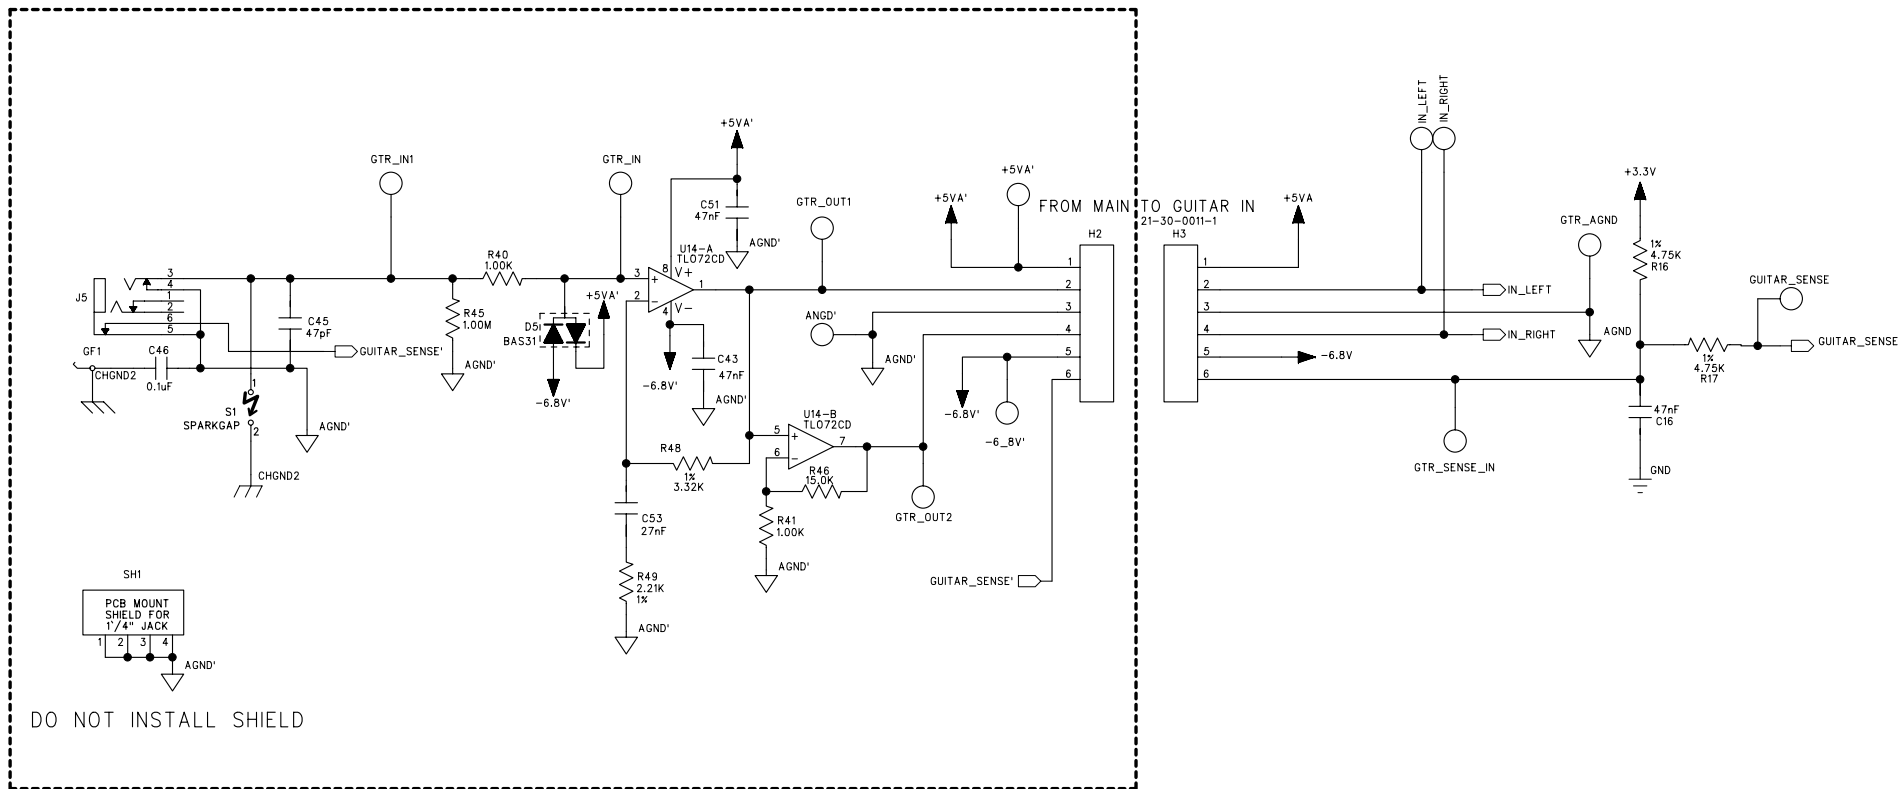 IN_LEFT
IN_RIGHT
+5VA'
GTR_IN1
GTR_IN
+5VA'
+5VA'
+3.3V
C51
47nF
GTR_OUT1
FROM MAIN TO GUITAR IN
21-30-0011-1
+5VA
GTR_AGND
AGND'
H2
H3
U14-A
TL072CD
R40
1.00K
8
V+
1%
4.75K
R16
3
4
1
2
6
5
J5
3
+
2
−
1
4
V−
1
2
3
4
5
6
1
2
3
4
5
6
GUITAR_SENSE
IN_LEFT
+5VA'
C45
47pF
R45
1.00M
D5
BAS31
ANGD'
AGND
IN_RIGHT
GUITAR_SENSE
GF1
C46
0.1uF
CHGND2
GUITAR_SENSE'
AGND'
C43
47nF
AGND'
-6.8V
1%
4.75K
R17
-6.8V'
-6.8V'
AGND'
1
S1
SPARKGAP
2
AGND'
-6.8V'
-6_8V'
47nF
C16
U14-B
TL072CD
5
+
6
−
7
R48
1%
3.32K
R46
15.0K
GTR_SENSE_IN
GND
CHGND2
C53
27nF
R41
1.00K
GTR_OUT2
AGND'
R49
2.21K
1%
GUITAR_SENSE'
AGND'
SH1
PCB MOUNT
SHIELD FOR
1'/4" JACK
1
2
3
4
AGND'
DO NOT INSTALL SHIELD